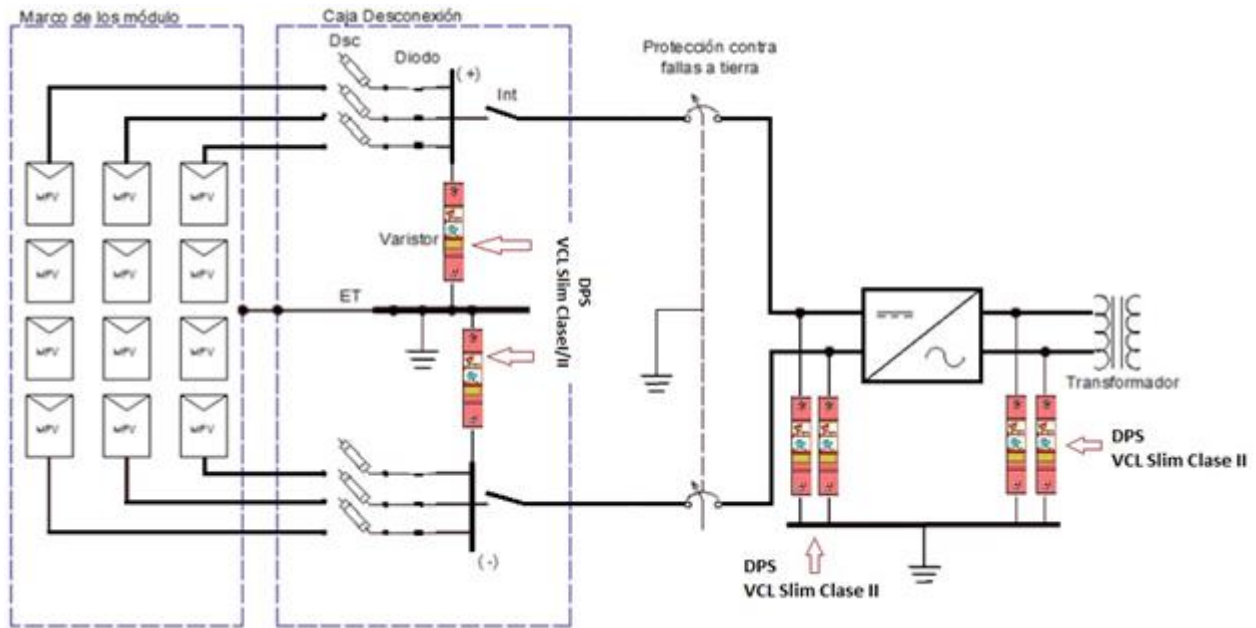 Marco de los módulo
Caja Desconexión
Dsc
Diodo
(+)
Int
Protección contra
fallas a tierra
MPV MPV MPV
Varistor
DPS
VCL Slim ClaseI/II
MPV MPV MPV
ET
MPV MPV MPV
Transformador
MPV MPV MPV
DPS
VCL Slim Clase II
(-)
DPS
VCL Slim Clase II